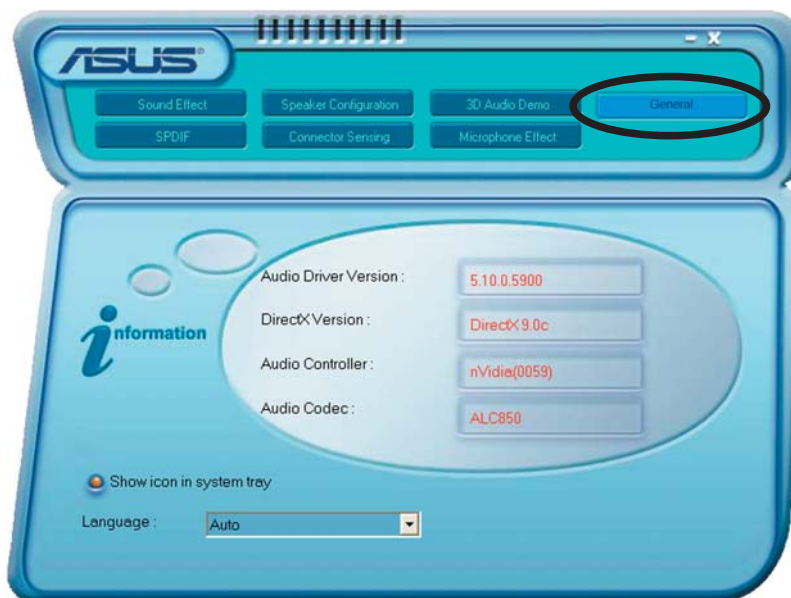 ASUS®
Sound Effect
Speaker Configuration
3D Audio Demo
General
SPDIF
Connector Sensing
Microphone Effect
information
Audio Driver Version :
5.10.0.5900
DirectX Version :
DirectX 9.0c
Audio Controller :
nVidia(0059)
Audio Codec :
ALC850
Show icon in system tray
Language :
Auto